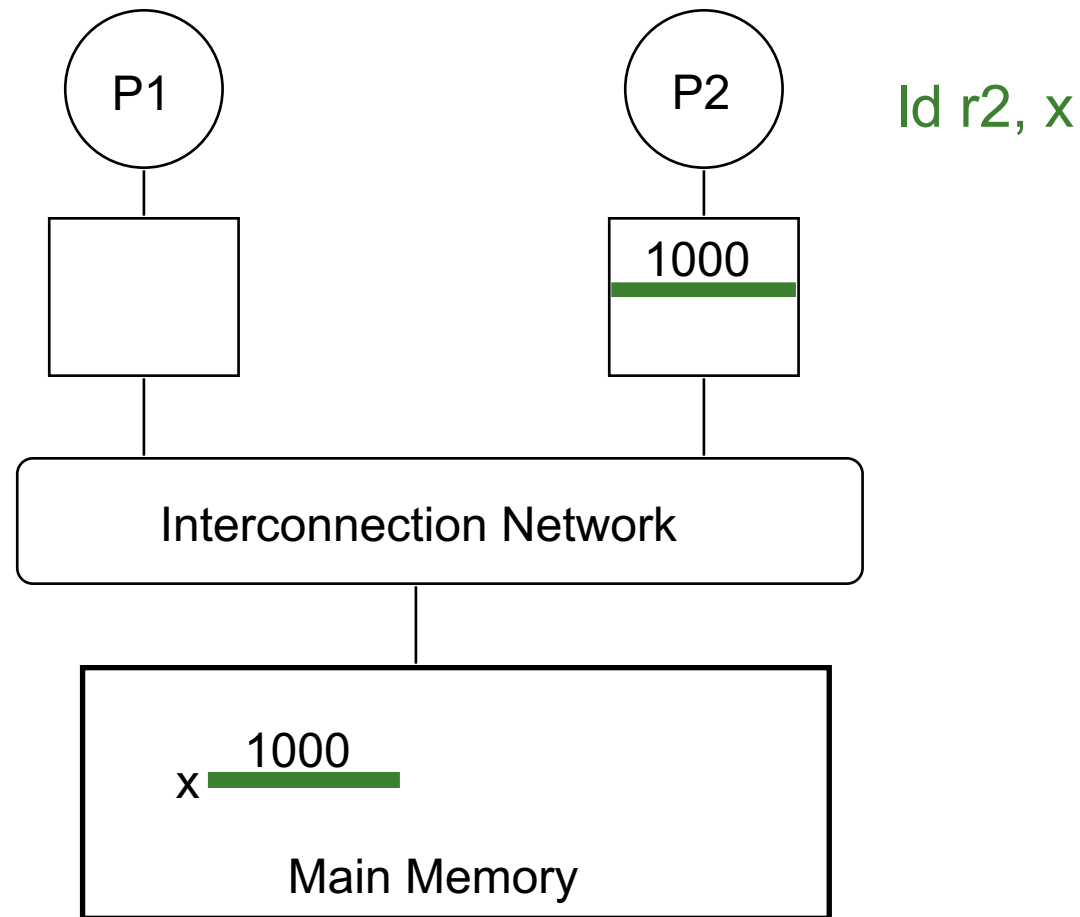 P1
P2
ld r2, x
1000
Interconnection Network
1000
x
Main Memory